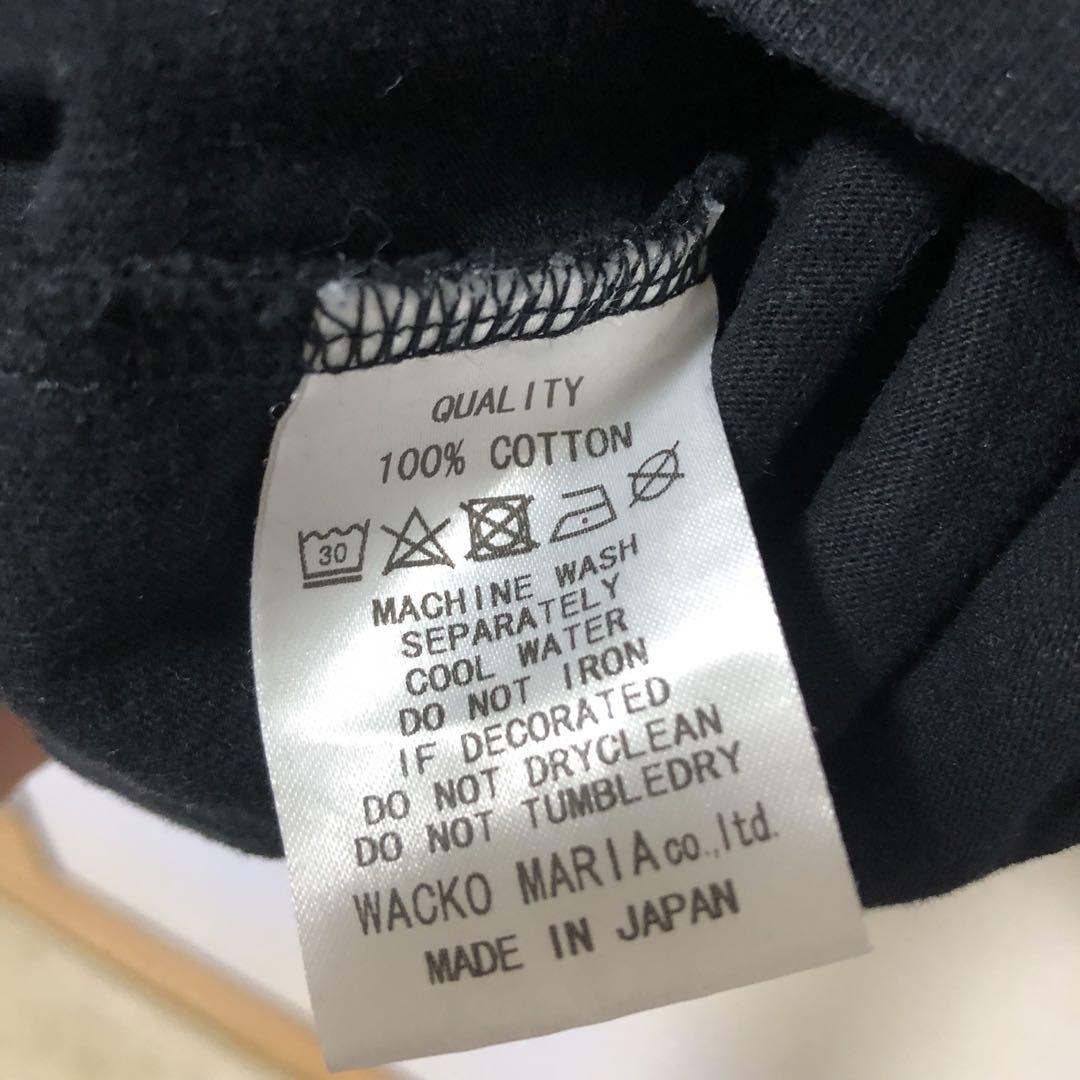 QUALITY
100% COTTON
30
MACHINE WASH
SEPARATELY
COOL WATER
DO NOT IRON
IF DECORATED
DO NOT DRYCLEAN
DO NOT TUMBLEDRY
WACKO MARIA co.,ltd.
MADE IN JAPAN